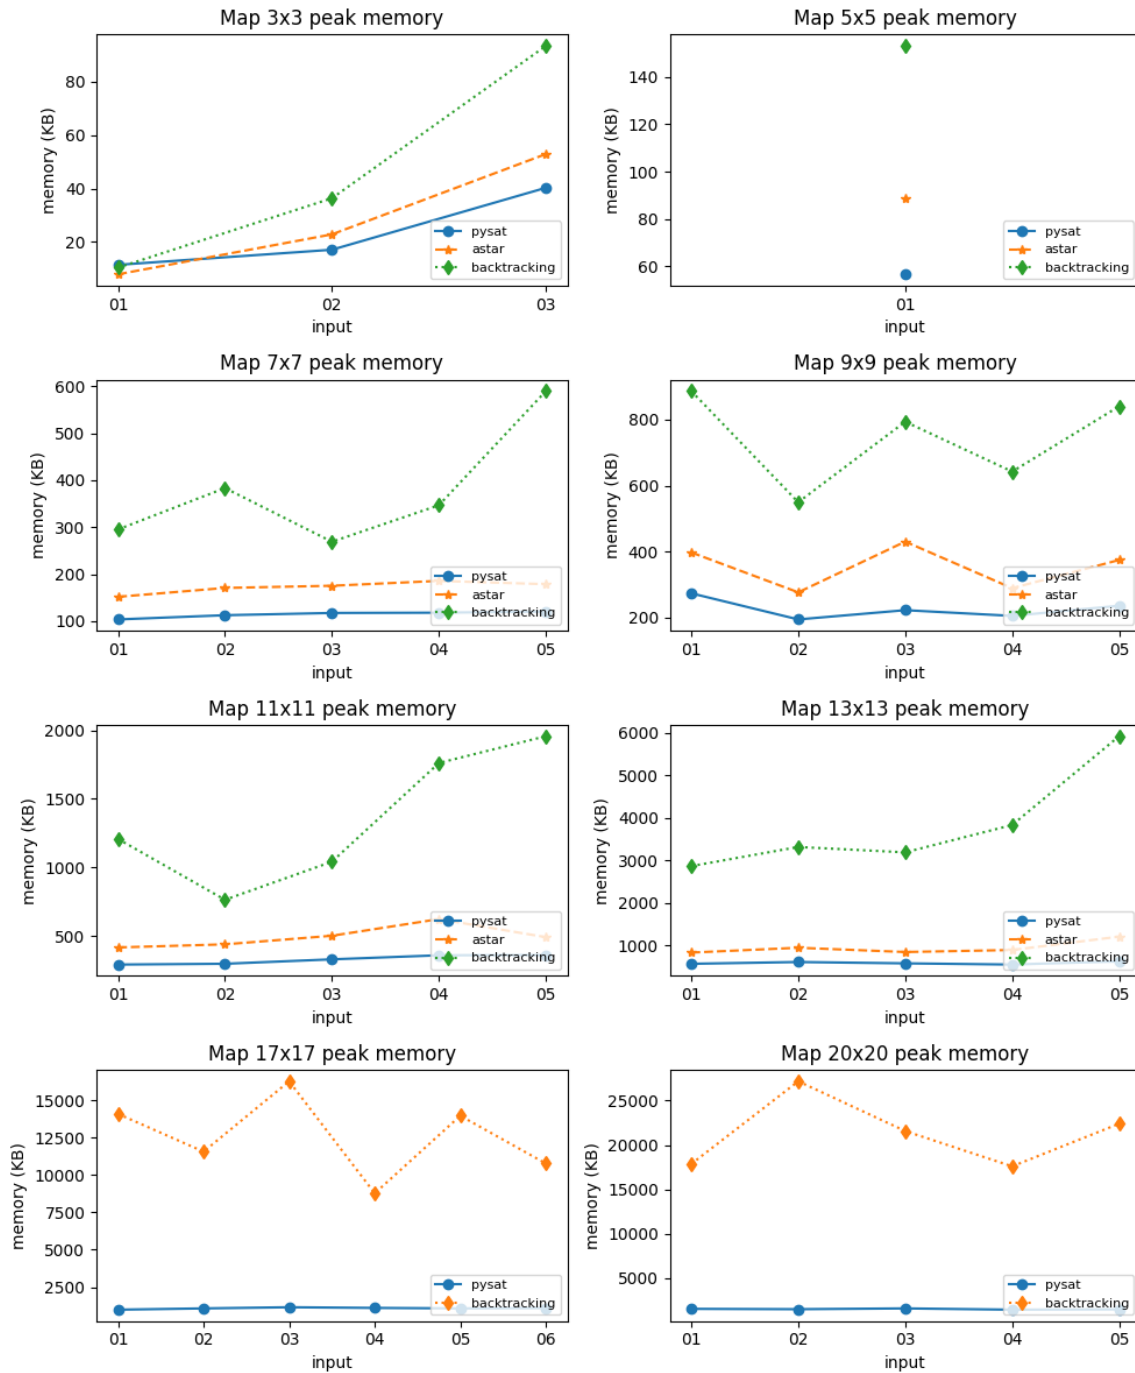 Map 3x3 peak memory
memory (KB)
80
60
40
20
pysat
astar
backtracking
01
02
03
input
Map 5x5 peak memory
memory (KB)
140
120
100
80
60
pysat
astar
backtracking
01
input
Map 7x7 peak memory
memory (KB)
600
500
400
300
200
100
pysat
astar
backtracking
01
02
03
04
05
input
Map 9x9 peak memory
memory (KB)
800
600
400
200
pysat
astar
backtracking
01
02
03
04
05
input
Map 11x11 peak memory
memory (KB)
2000
1500
1000
500
pysat
astar
backtracking
01
02
03
04
05
input
Map 13x13 peak memory
memory (KB)
6000
5000
4000
3000
2000
1000
pysat
astar
backtracking
01
02
03
04
05
input
Map 17x17 peak memory
memory (KB)
15000
12500
10000
7500
5000
2500
pysat
backtracking
01
02
03
04
05
06
input
Map 20x20 peak memory
memory (KB)
25000
20000
15000
10000
5000
pysat
backtracking
01
02
03
04
05
input